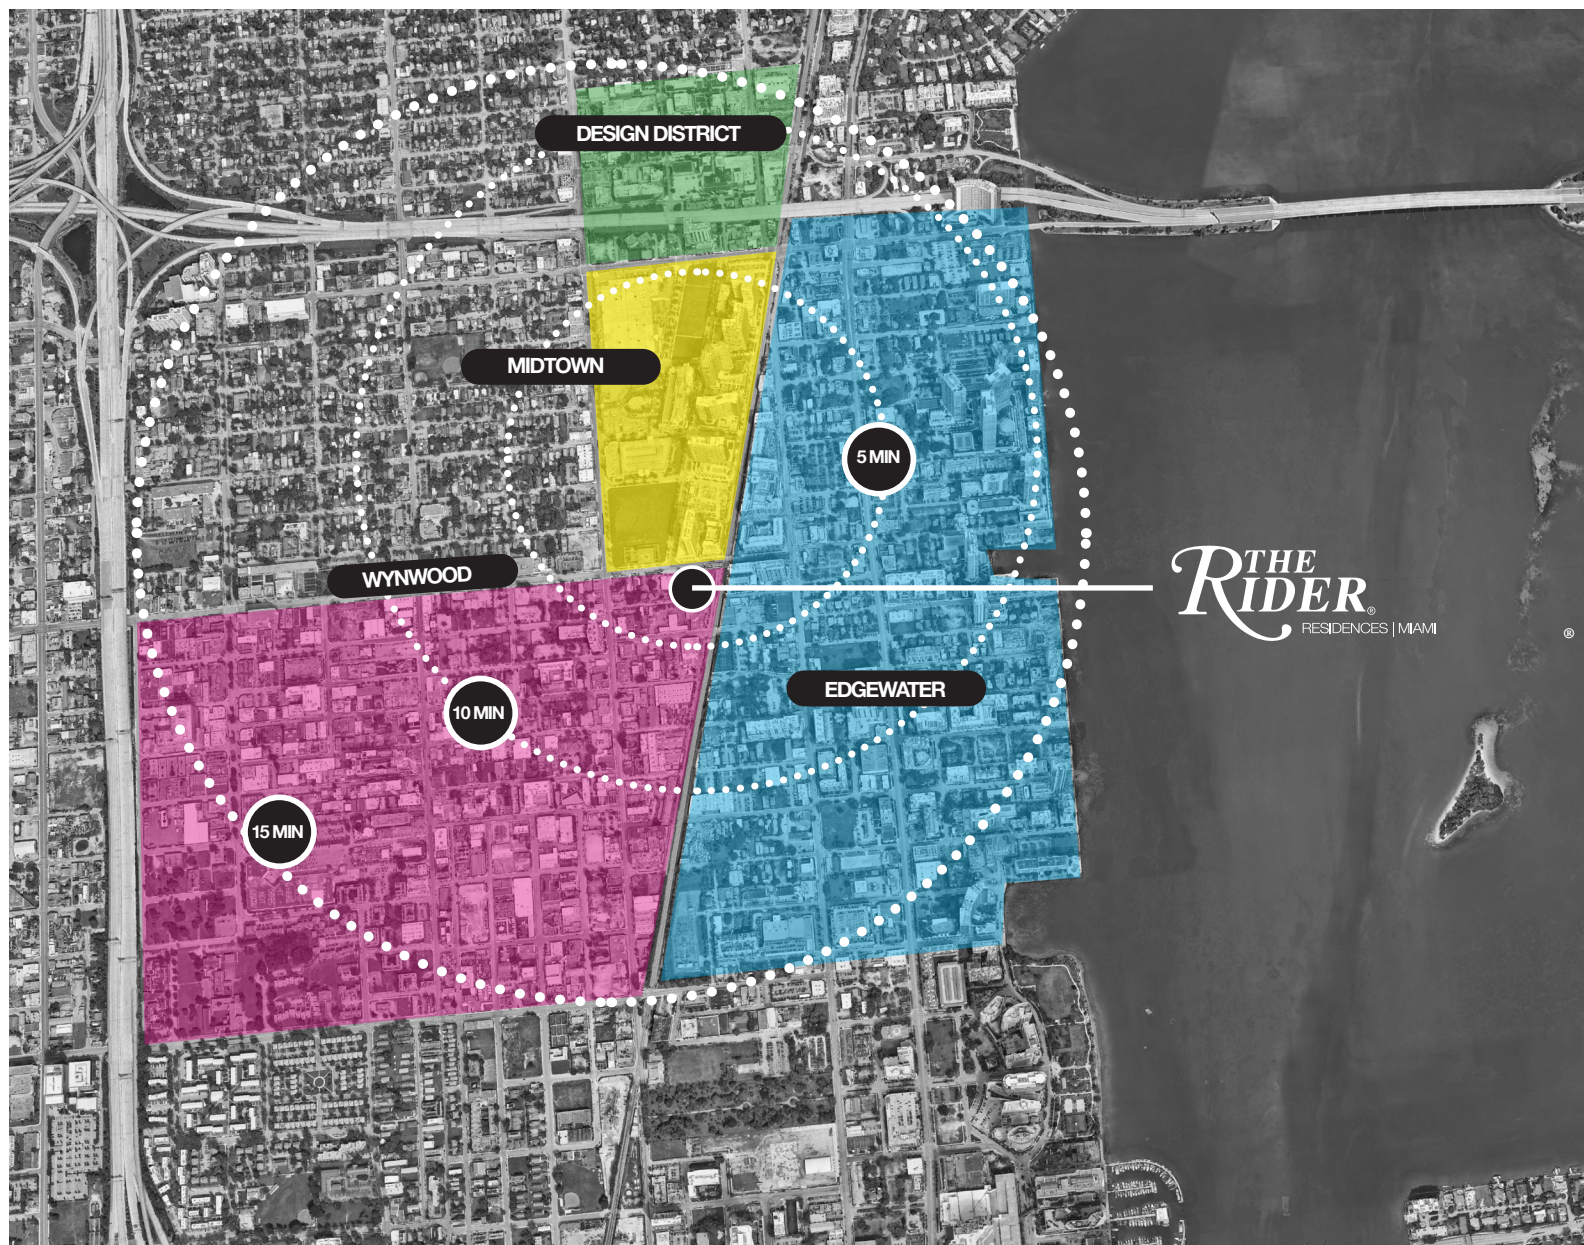 DESIGN DISTRICT
MIDTOWN
5 MIN
WYNWOOD
THE
RIDER®
RESIDENCES | MIAMI
®
EDGEWATER
10 MIN
15 MIN